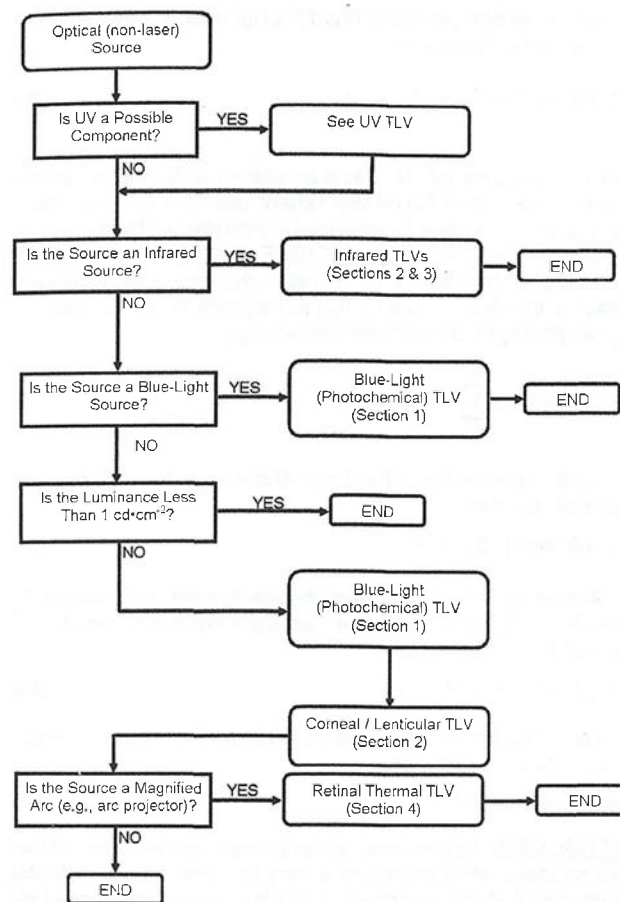 Optical (non-laser)
Source
Is UV a Possible
Component?
YES
See UV TLV
NO
Is the Source an Infrared
Source?
YES
Infrared TLVs
(Sections 2 & 3)
END
NO
Is the Source a Blue-Light
Source?
YES
Blue-Light
(Photochemical) TLV
(Section 1)
END
NO
Is the Luminance Less
Than 1 cd•cm⁻²?
YES
END
NO
Blue-Light
(Photochemical) TLV
(Section 1)
Corneal / Lenticular TLV
(Section 2)
Is the Source a Magnified
Arc (e.g., arc projector)?
YES
Retinal Thermal TLV
(Section 4)
END
NO
END